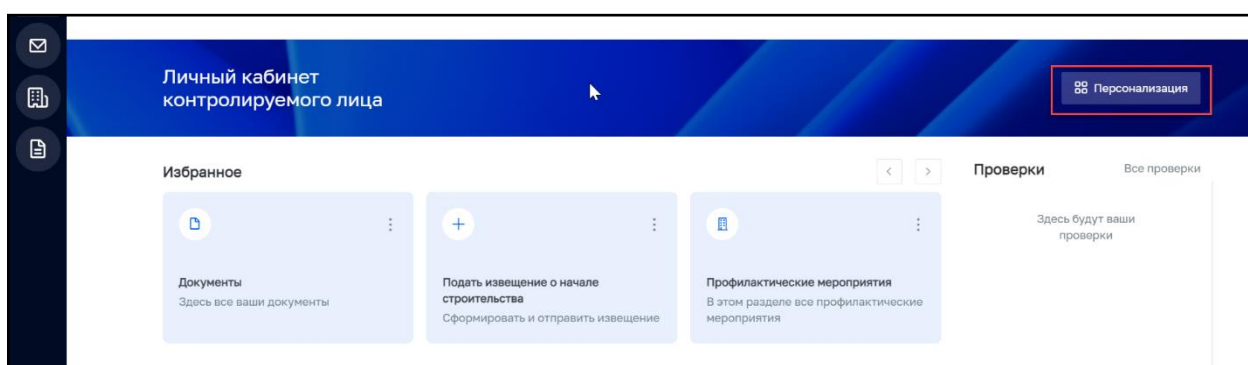 Личный кабинет
контролируемого лица
Персонализация
Избранное
Проверки
Все проверки
Здесь будут ваши
проверки
Документы
Здесь все ваши документы
Подать извещение о начале
строительства
Сформировать и отправить извещение
Профилактические мероприятия
В этом разделе все профилактические
мероприятия